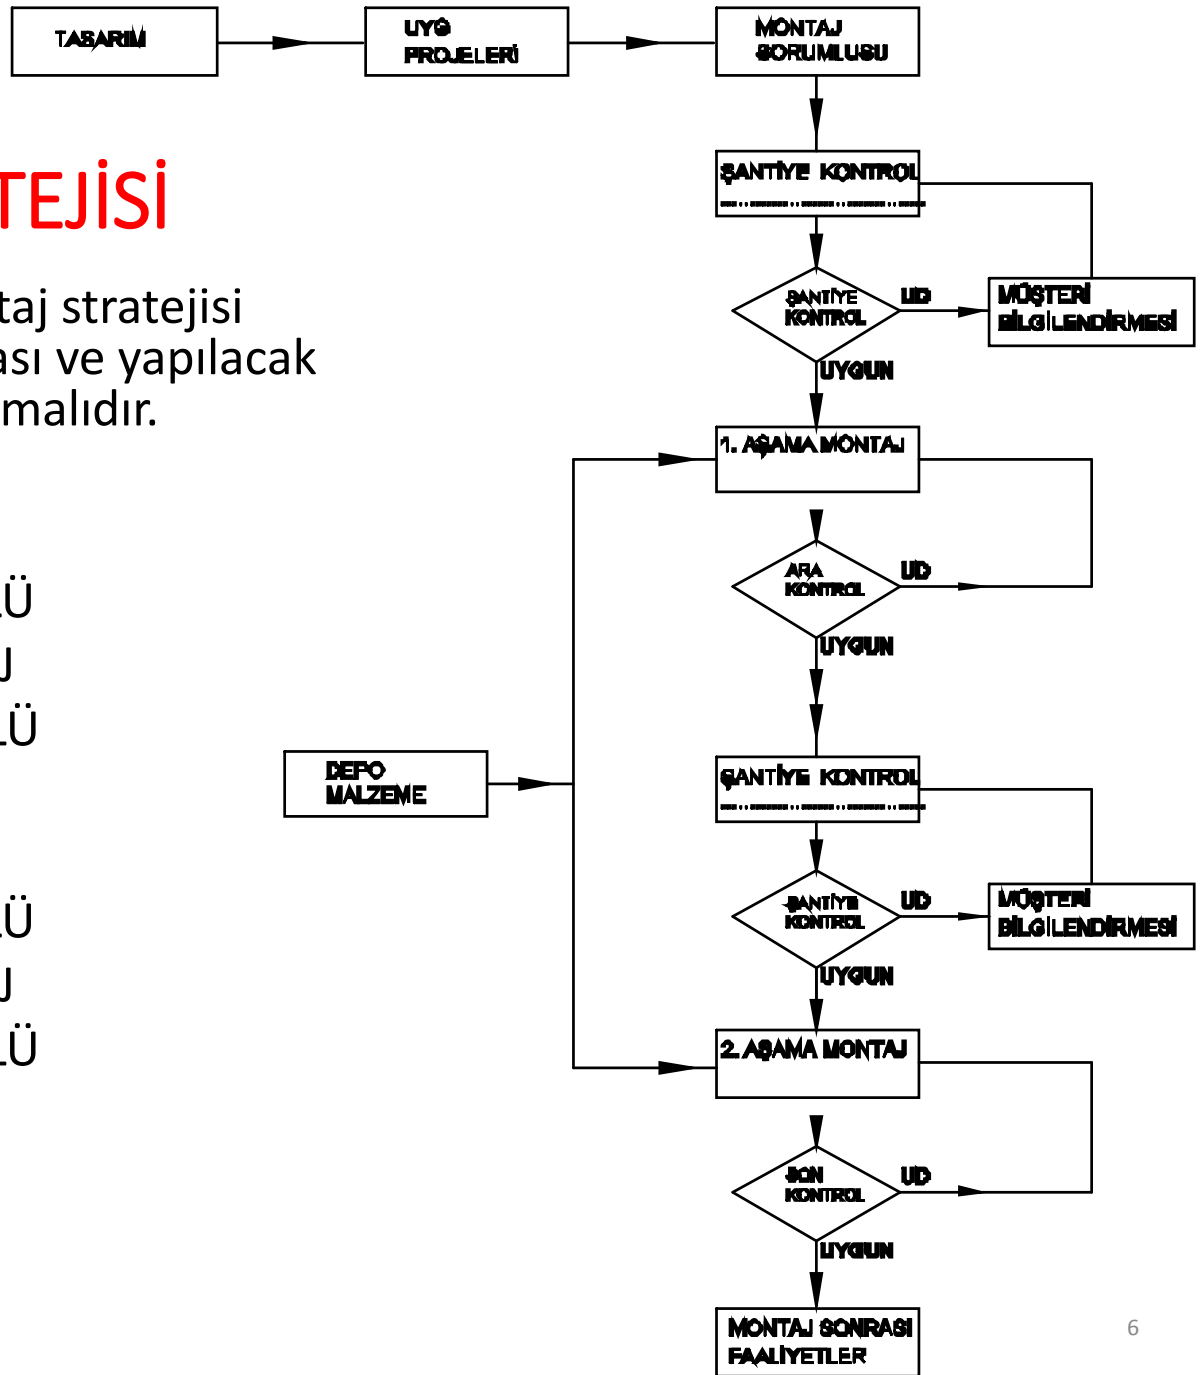 TASARIM
UYG
PROJELERİ
MONTAJ
SORUMLUSU
TEJİSİ
taj stratejisi
ası ve yapılacak
malıdır.
LÜ
J
LÜ
LÜ
J
LÜ
ŞANTİYE KONTROL
ŞANTİYE
KONTROL
UD
MÜŞTERİ
BİLGİLENDİRMESİ
UYGUN
1. AŞAMA MONTAJ
ARA
KONTROL
UD
UYGUN
DEPO
MALZEME
ŞANTİYE KONTROL
ŞANTİYE
KONTROL
UD
MÜŞTERİ
BİLGİLENDİRMESİ
UYGUN
2. AŞAMA MONTAJ
SON
KONTROL
UD
UYGUN
MONTAJ SONRASI
FAALİYETLER
6